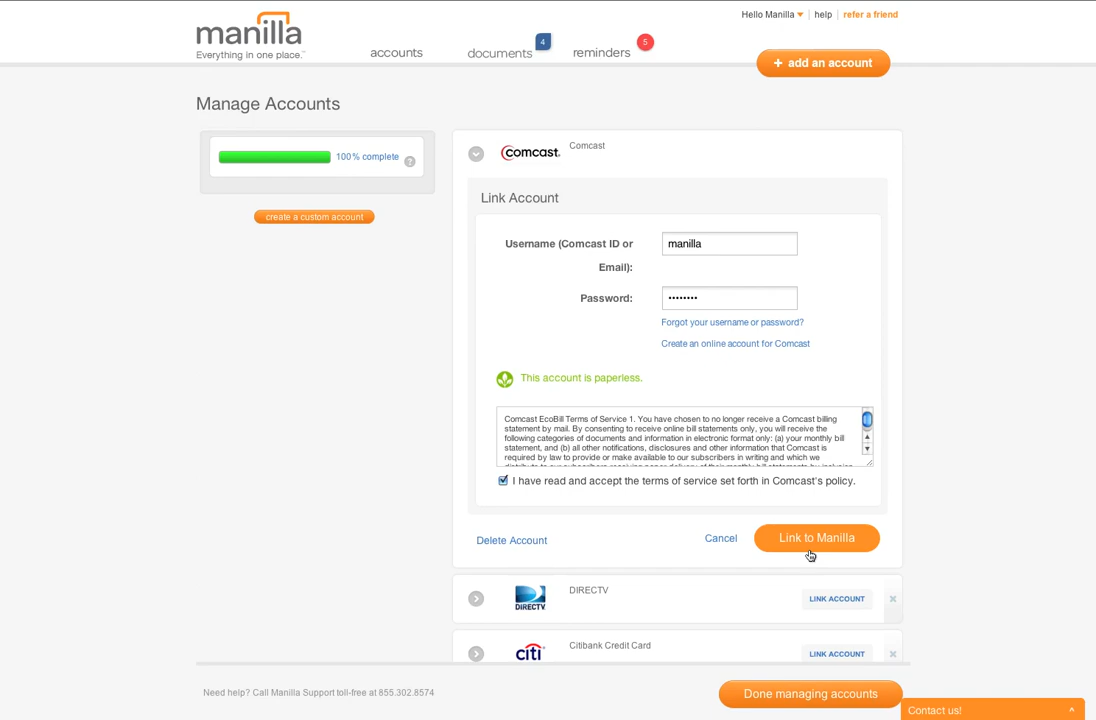 Hello Manilla help refer a friend
manilla
Everything in one place.™
accounts documents 4 reminders 5
+ add an account
Manage Accounts
100% complete ?
create a custom account
comcast. Comcast
Link Account
Username (Comcast ID or
Email):
manilla
Password: ••••••••
Forgot your username or password?
Create an online account for Comcast
This account is paperless.
Comcast EcoBill Terms of Service 1. You have chosen to no longer receive a Comcast billing
statement by mail. By consenting to receive online bill statements only, you will receive the
following categories of documents and information in electronic format only: (a) your monthly bill
statement, and (b) all other notifications, disclosures and other information that Comcast is
required by law to provide or make available to our subscribers in writing and which we
I have read and accept the terms of service set forth in Comcast's policy.
Delete Account Cancel Link to Manilla
DIRECTV DIRECTV LINK ACCOUNT
citi Citibank Credit Card LINK ACCOUNT
Need help? Call Manilla Support toll-free at 855.302.8574
Done managing accounts
Contact us!